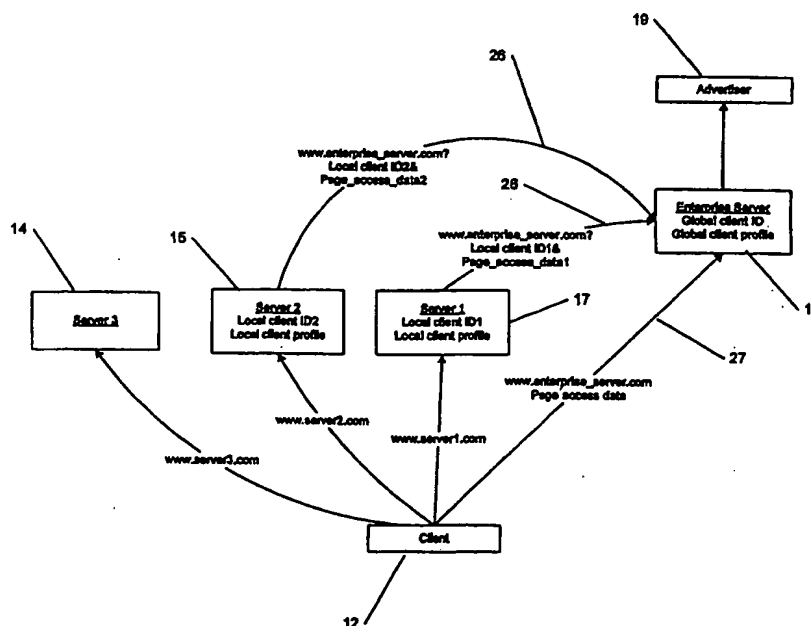 19
26
Advertiser
www.enterprise_server.com?
Local client ID2&
Page_access_data2
28
Enterprise Server
Global client ID
Global client profile
www.enterprise_server.com?
Local client ID1&
Page_access_data1
14
15
Server 3
Server 2
Local client ID2
Local client profile
Server 1
Local client ID1
Local client profile
17
1
27
www.enterprise_server.com
Page access data
www.server3.com
www.server2.com
www.server1.com
Client
12